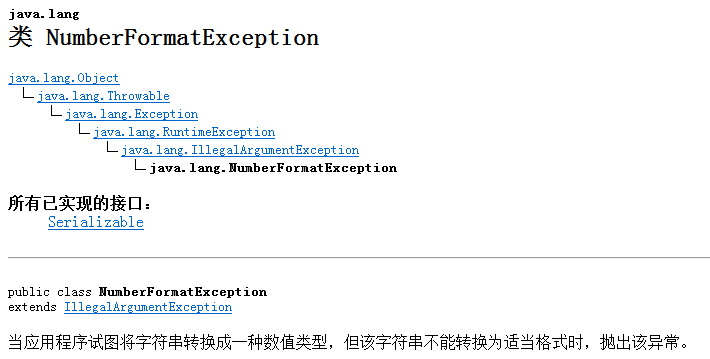 java.lang
类 NumberFormatException
java.lang.Object
java.lang.Throwable
java.lang.Exception
java.lang.RuntimeException
java.lang.IllegalArgumentException
java.lang.NumberFormatException
所有已实现的接口：
Serializable
public class NumberFormatException
extends IllegalArgumentException
当应用程序试图将字符串转换成一种数值类型，但该字符串不能转换为适当格式时，抛出该异常。